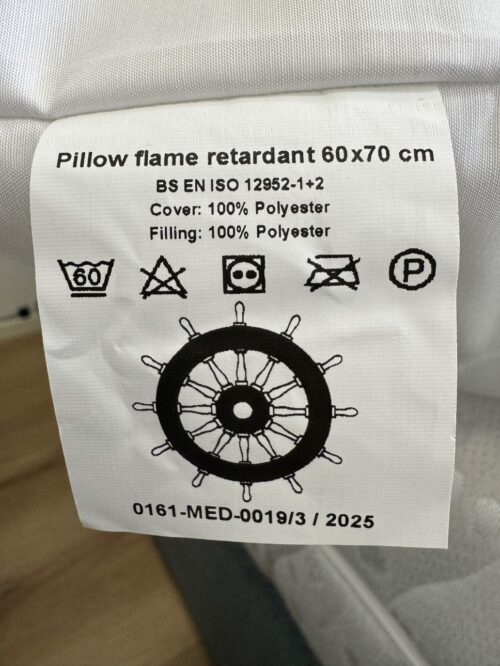 Pillow flame retardant 60x70 cm
BS EN ISO 12952-1+2
Cover: 100% Polyester
Filling: 100% Polyester
60 P
0161-MED-0019/3 / 2025